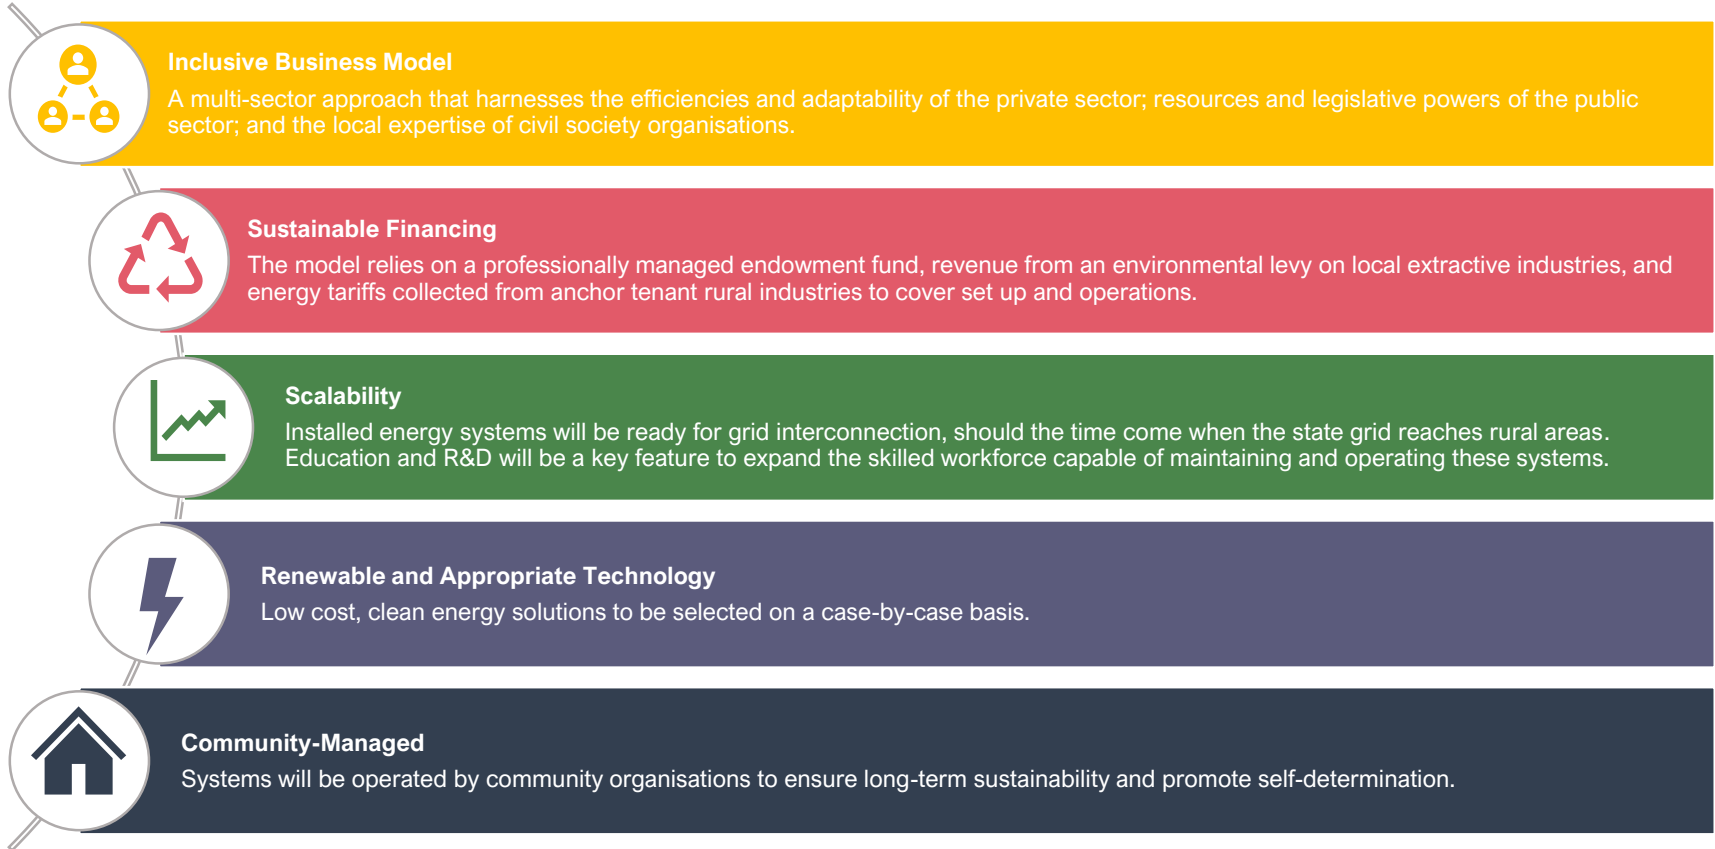 Inclusive Business Model
A multi-sector approach that harnesses the efficiencies and adaptability of the private sector; resources and legislative powers of the public
sector; and the local expertise of civil society organisations.
Sustainable Financing
The model relies on a professionally managed endowment fund, revenue from an environmental levy on local extractive industries, and
energy tariffs collected from anchor tenant rural industries to cover set up and operations.
Scalability
Installed energy systems will be ready for grid interconnection, should the time come when the state grid reaches rural areas.
Education and R&D will be a key feature to expand the skilled workforce capable of maintaining and operating these systems.
Renewable and Appropriate Technology
Low cost, clean energy solutions to be selected on a case-by-case basis.
Community-Managed
Systems will be operated by community organisations to ensure long-term sustainability and promote self-determination.